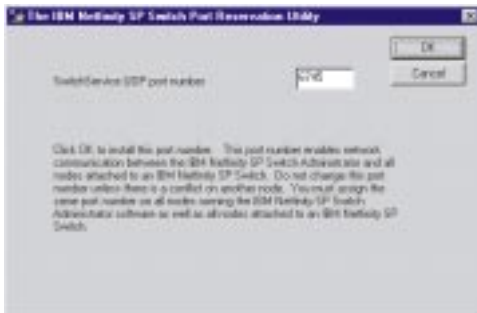 The IBM Netfinity SP Switch Port Reservation Utility
OK
SwitchService UDP port number
Cancel
Click OK to install this port number. This port number enables network
communication between the IBM Netfinity SP Switch Administrator and all
nodes attached to an IBM Netfinity SP Switch. Do not change this port
number unless there is a conflict on another node. You must assign the
same port number on all nodes running the IBM Netfinity SP Switch
Administrator software as well as all nodes attached to an IBM Netfinity SP
Switch.